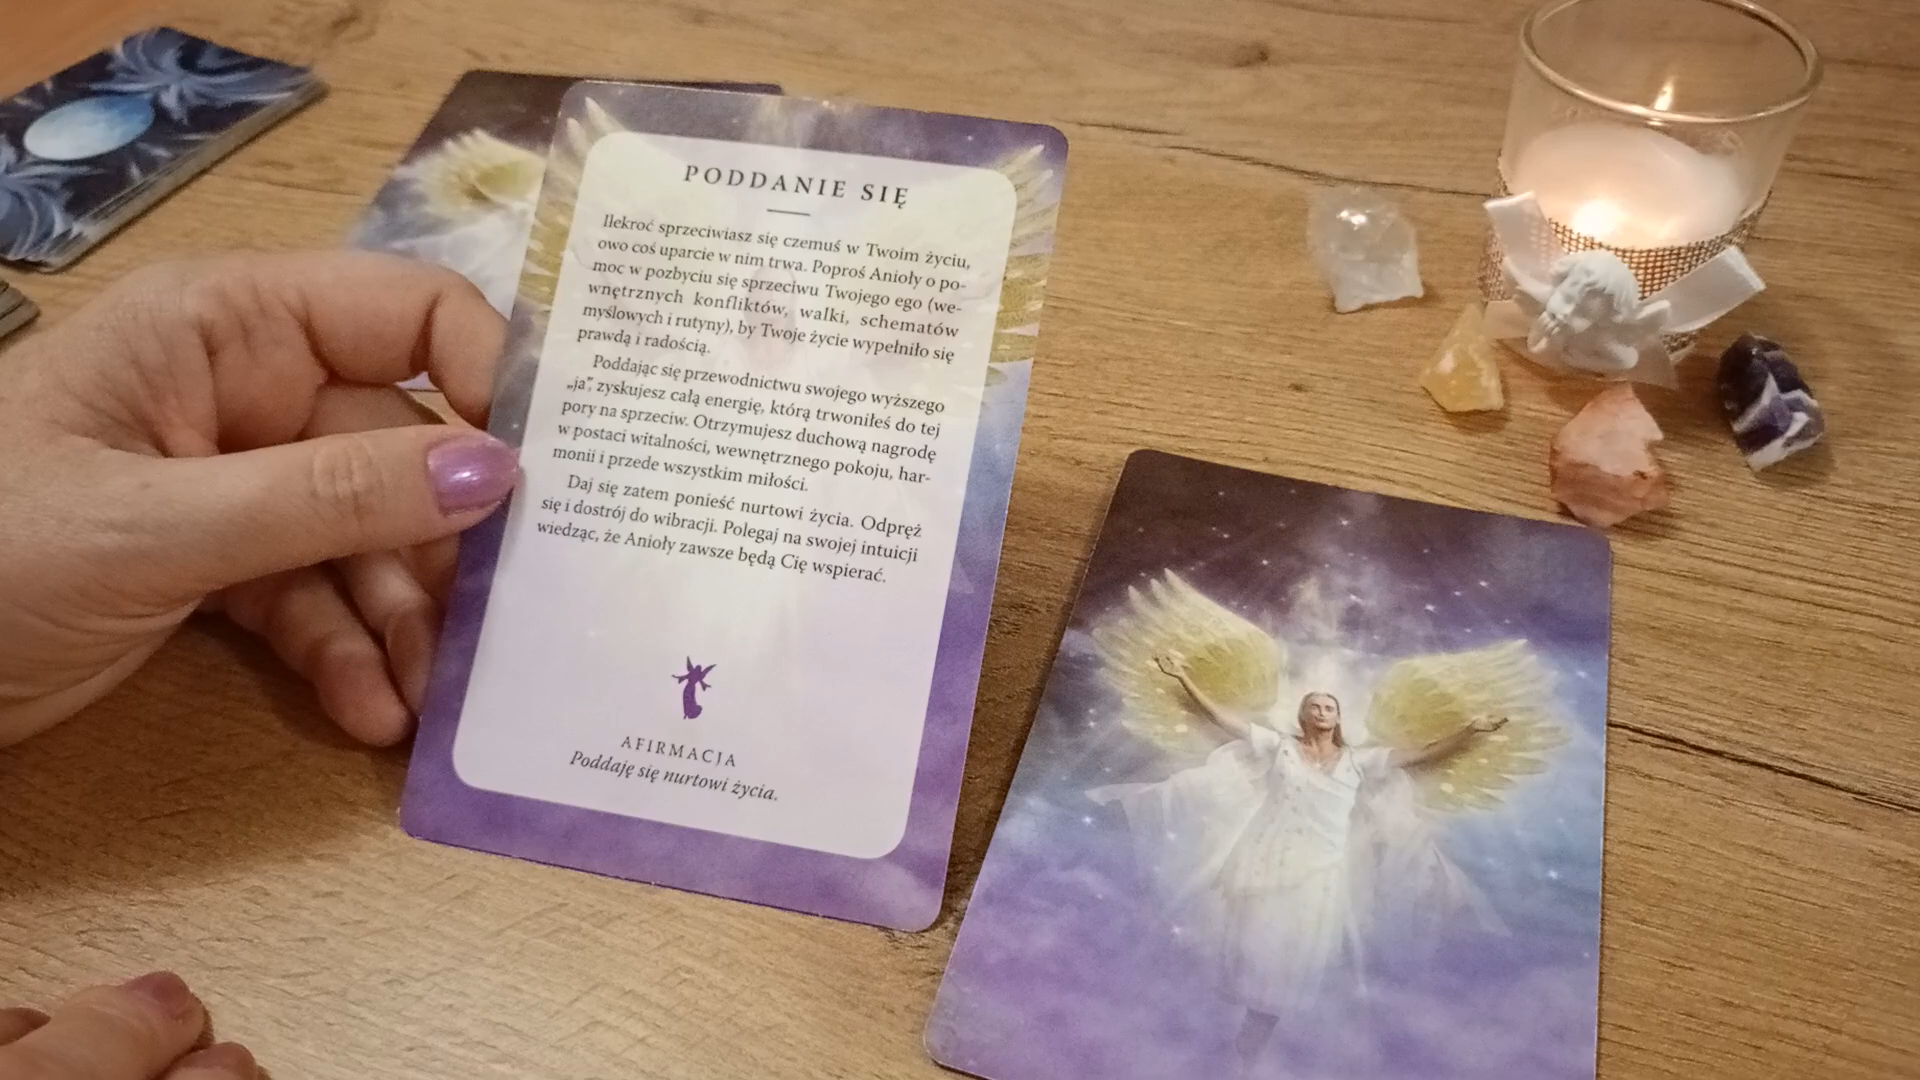 PODDANIE SIĘ
Ilekroć sprzeciwiasz się czemuś w Twoim życiu,
owo coś uparcie w nim trwa. Poproś Anioły o po-
moc w pozbyciu się sprzeciwu Twojego ego (we-
wnętrznych konfliktów, walki, schematów
myślowych i rutyny), by Twoje życie wypełniło się
prawdą i radością.
Poddając się przewodnictwu swojego wyższego
„ja”, zyskujesz całą energię, którą trwoniłeś do tej
pory na sprzeciw. Otrzymujesz duchową nagrodę
w postaci witalności, wewnętrznego pokoju, har-
monii i przede wszystkim miłości.
Daj się zatem ponieść nurtowi życia. Odpręż
się i dostrój do wibracji. Polegaj na swojej intuicji
wiedząc, że Anioły zawsze będą Cię wspierać.
AFIRMACJA
Poddaję się nurtowi życia.